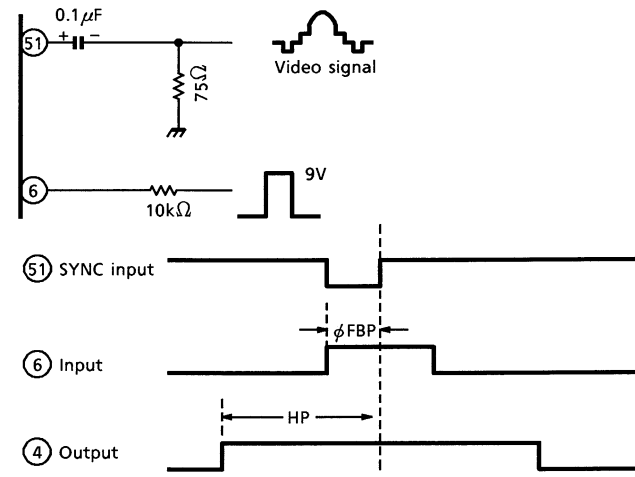 0.1μF
51 + −
75Ω
Video signal
6
9V
10kΩ
51 SYNC input
φFBP
6 Input
HP
4 Output